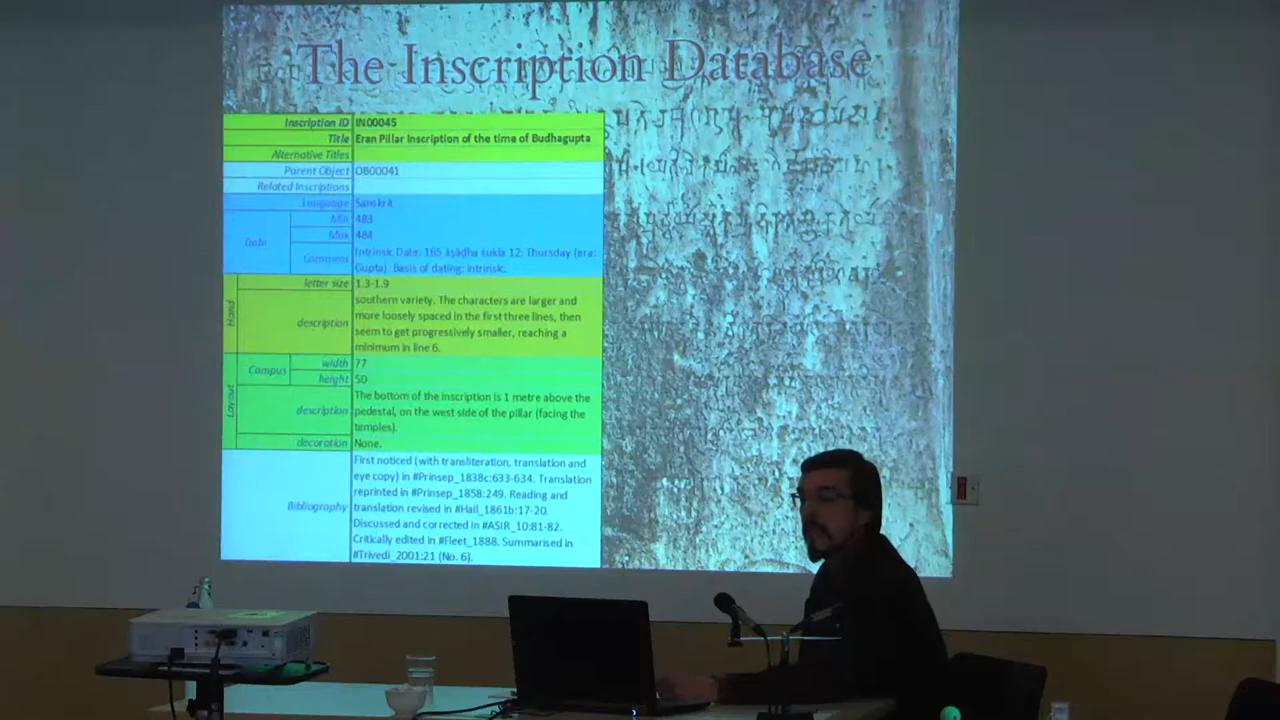 The Inscription Database
Inscription ID IN00045
Title Eran Pillar Inscription of the time of Budhagupta
Alternative Titles
Parent Object OB00041
Related Inscriptions
Language Sanskrit
Date
Min 483
Max 484
Comment Intrinsic Date: 165 āṣāḍha śukla 12; Thursday (era:
Gupta). Basis of dating: intrinsic.
Hand
letter size 1.3-1.9
description southern variety. The characters are larger and
more loosely spaced in the first three lines, then
seem to get progressively smaller, reaching a
minimum in line 6.
Layout
Campus
width 77
height 50
description The bottom of the inscription is 1 metre above the
pedestal, on the west side of the pillar (facing the
temples).
decoration None.
Bibliography First noticed (with transliteration, translation and
eye copy) in #Prinsep_1838c:633-634. Translation
reprinted in #Prinsep_1858:249. Reading and
translation revised in #Hall_1861b:17-20.
Discussed and corrected in #ASIR_10:81-82.
Critically edited in #Fleet_1888. Summarised in
#Trivedi_2001:21 (No. 6).